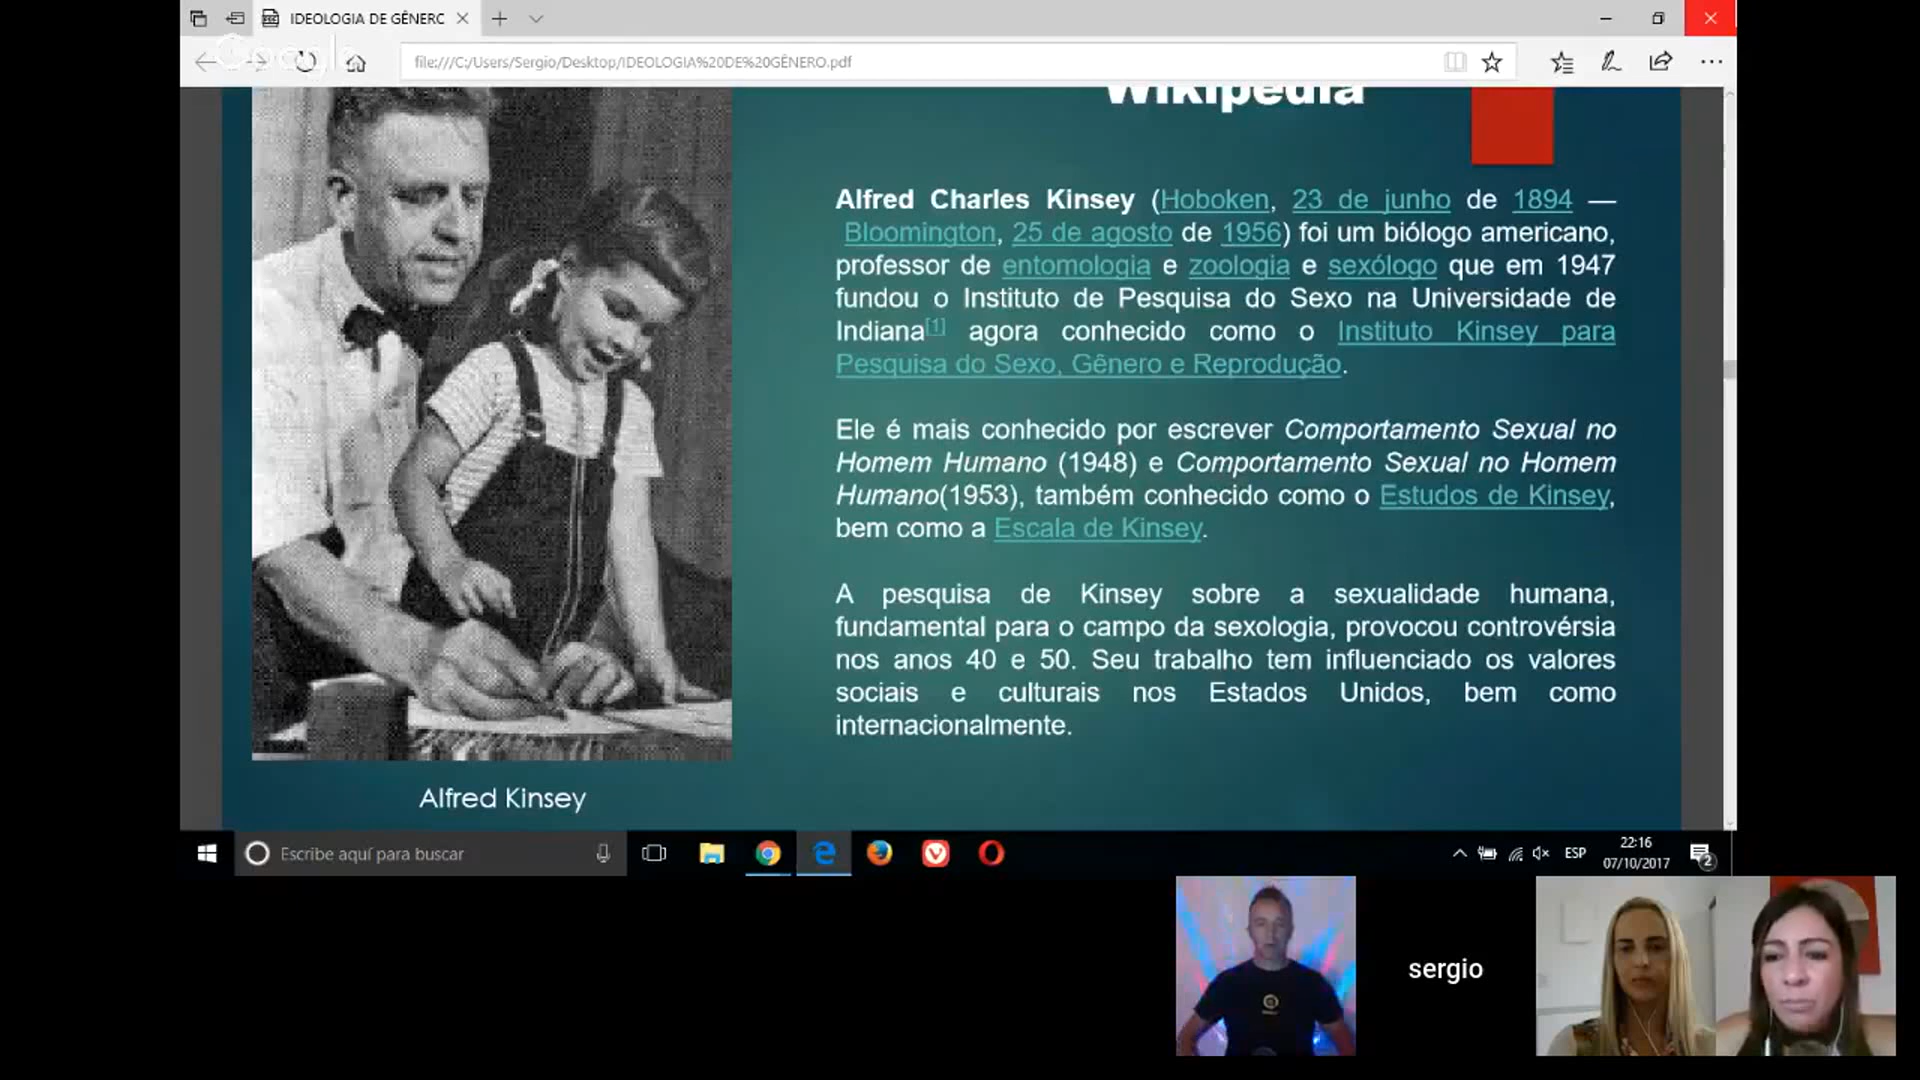 IDEOLOGIA DE GÊNERC
Google
file:///C:/Users/Sergio/Desktop/IDEOLOGIA%20DE%20GÊNERO.pdf
Wikipédia
Alfred Charles Kinsey (Hoboken, 23 de junho de 1894 —
Bloomington, 25 de agosto de 1956) foi um biólogo americano,
professor de entomologia e zoologia e sexólogo que em 1947
fundou o Instituto de Pesquisa do Sexo na Universidade de
Indiana[1] agora conhecido como o Instituto Kinsey para
Pesquisa do Sexo, Gênero e Reprodução.
Ele é mais conhecido por escrever Comportamento Sexual no
Homem Humano (1948) e Comportamento Sexual no Homem
Humano(1953), também conhecido como o Estudos de Kinsey,
bem como a Escala de Kinsey.
A pesquisa de Kinsey sobre a sexualidade humana,
fundamental para o campo da sexologia, provocou controvérsia
nos anos 40 e 50. Seu trabalho tem influenciado os valores
sociais e culturais nos Estados Unidos, bem como
internacionalmente.
Alfred Kinsey
Escribe aquí para buscar
ESP
22:16
07/10/2017
2
sergio